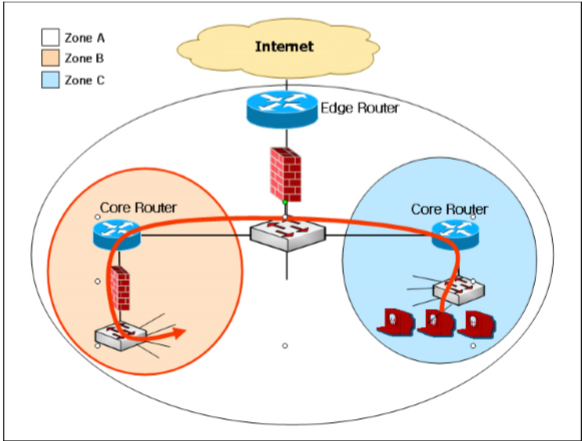 Zone A
Zone B
Zone C
Internet
Edge Router
Core Router
Core Router